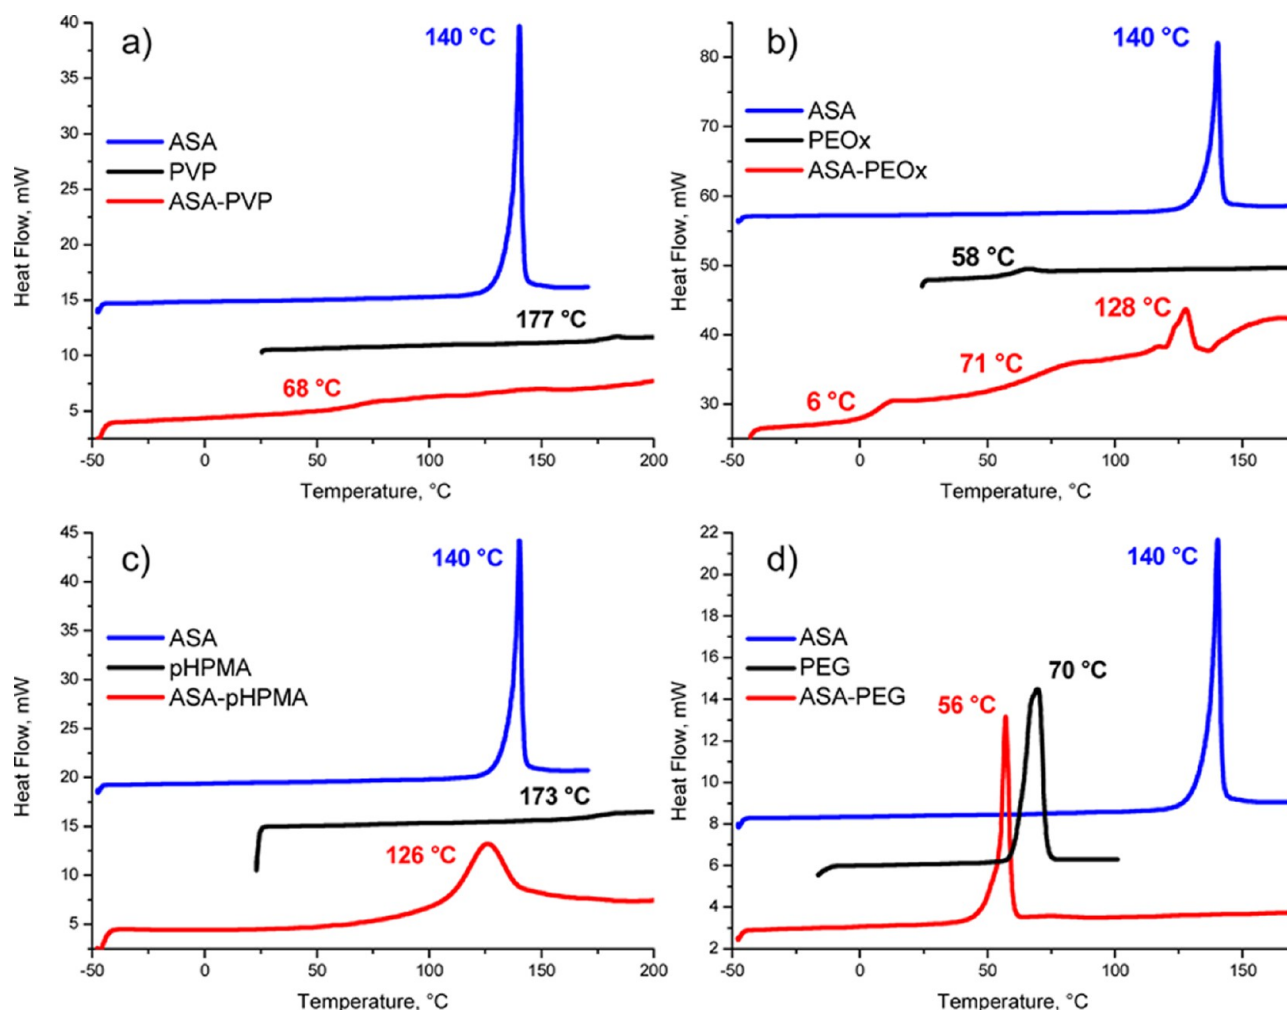 a)
140 °C
ASA
PVP
ASA-PVP
177 °C
68 °C
40
35
30
25
20
15
10
5
Heat Flow, mW
-50 0 50 100 150 200
Temperature, °C
b)
140 °C
ASA
PEOx
ASA-PEOx
58 °C
128 °C
71 °C
6 °C
80
70
60
50
40
30
Heat Flow, mW
-50 0 50 100 150
Temperature, °C
c)
140 °C
ASA
pHPMA
ASA-pHPMA
173 °C
126 °C
45
40
35
30
25
20
15
10
5
Heat Flow, mW
-50 0 50 100 150 200
Temperature, °C
d)
140 °C
ASA
PEG
ASA-PEG
70 °C
56 °C
22
20
18
16
14
12
10
8
6
4
2
Heat Flow, mW
-50 0 50 100 150
Temperature, °C